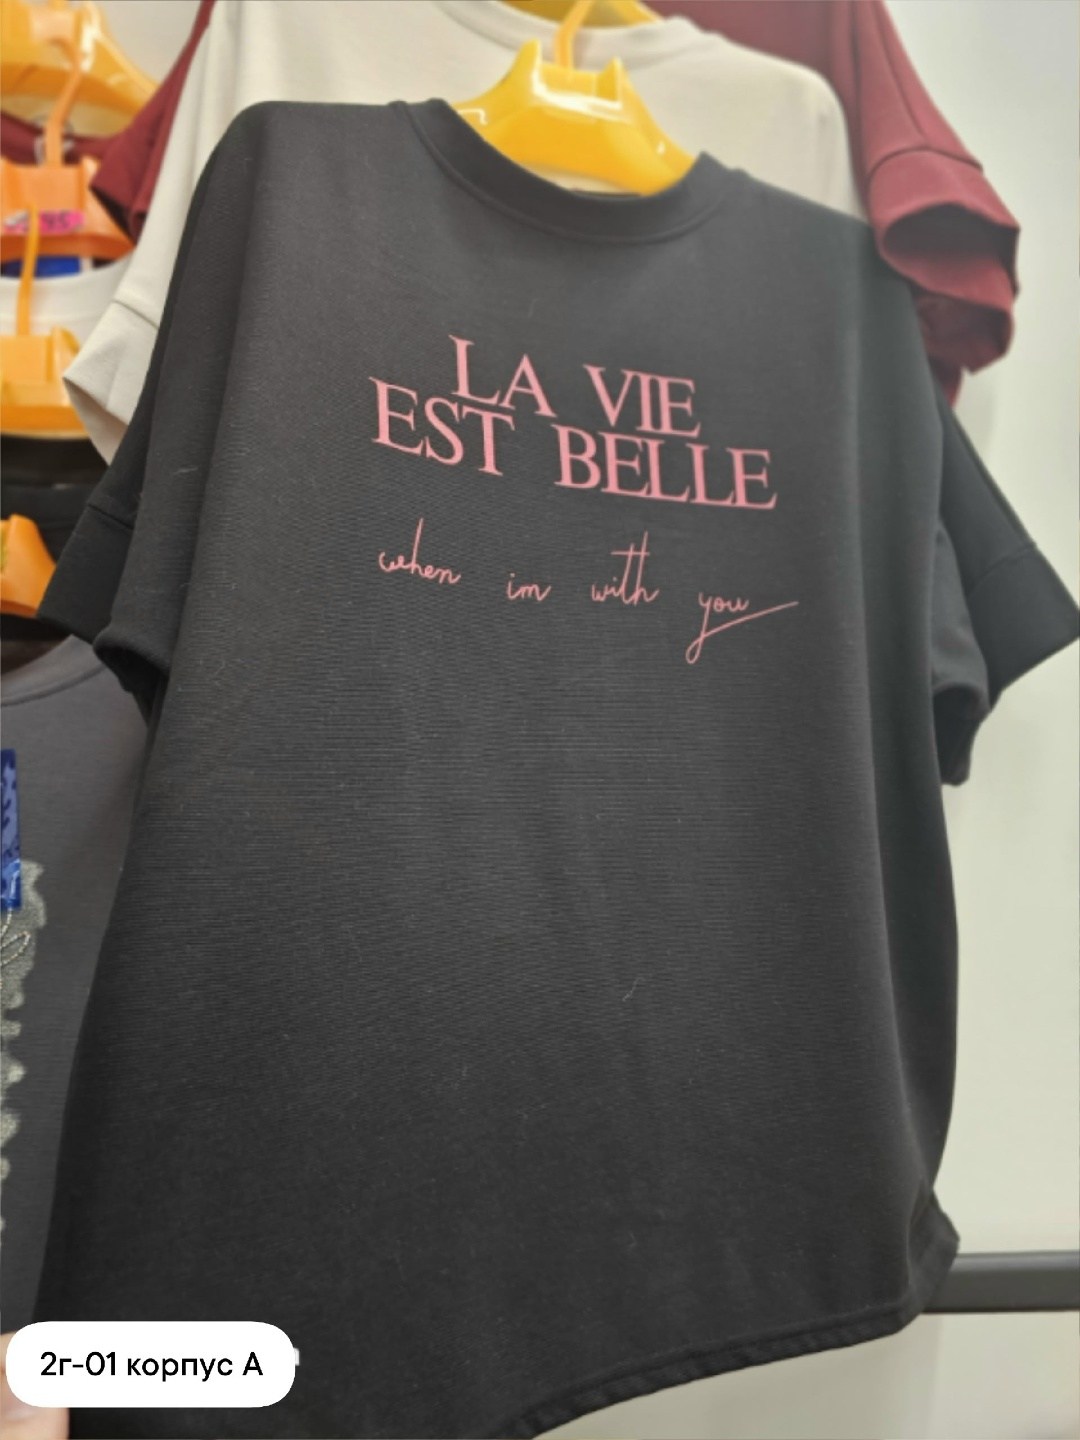 LA VIE
EST BELLE
when im with you
2г-01 корпус А